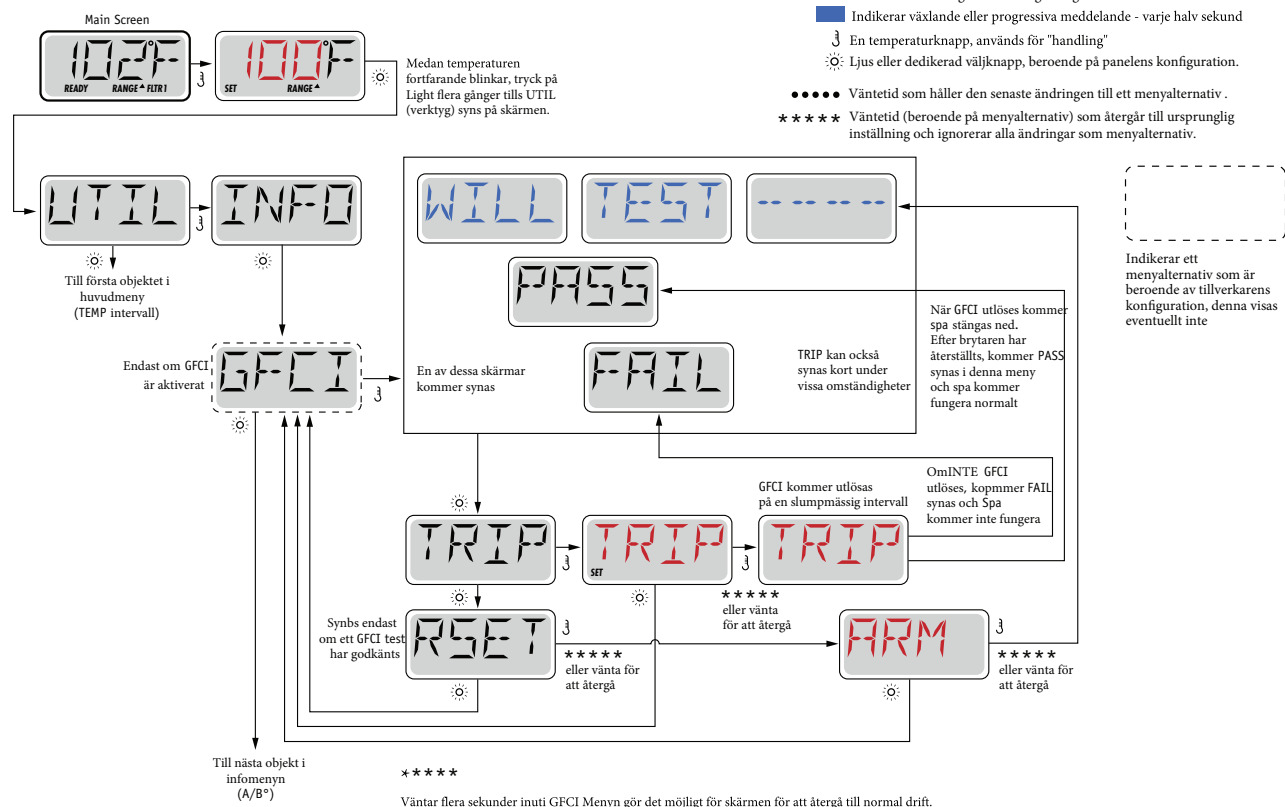 Main Screen
102°F
READY RANGE FLTR1
100°F
SET RANGE
Medan temperaturen
fortfarande blinkar, tryck på
Light flera gånger tills UTIL
(verktyg) syns på skärmen.
Indikerar växlande eller progressiva meddelande - varje halv sekund
En temperaturknapp, används för "handling"
Ljus eller dedikerad väljknapp, beroende på panelens konfiguration.
••••• Väntetid som håller den senaste ändringen till ett menyalternativ .
***** Väntetid (beroende på menyalternativ) som återgår till ursprunglig
inställning och ignorerar alla ändringar som menyalternativ.
UTIL
INFO
Till första objektet i
huvudmeny
(TEMP intervall)
WILL
TEST
-- -- -- --
PASS
FAIL
Indikerar ett
menyalternativ som är
beroende av tillverkarens
konfiguration, denna visas
eventuellt inte
Endast om GFCI
är aktiverat
GFCI
En av dessa skärmar
kommer synas
TRIP kan också
synas kort under
vissa omständigheter
När GFCI utlöses kommer
spa stängas ned.
Efter brytaren har
återställts, kommer PASS
synas i denna meny
och spa kommer
fungera normalt
GFCI kommer utlösas
på en slumpmässig intervall
OmINTE GFCI
utlöses, kopmmer FAIL
synas och Spa
kommer inte fungera
TRIP
TRIP
SET
TRIP
*****
eller vänta
för att återgå
Synbs endast
om ett GFCI test
har godkänts
RSET
*****
eller vänta för
att återgå
ARM
*****
eller vänta för
att återgå
Till nästa objekt i
infomenyn
(A/B°)
*****
Väntar flera sekunder inuti GFCI Menyn gör det möjligt för skärmen för att återgå till normal drift.